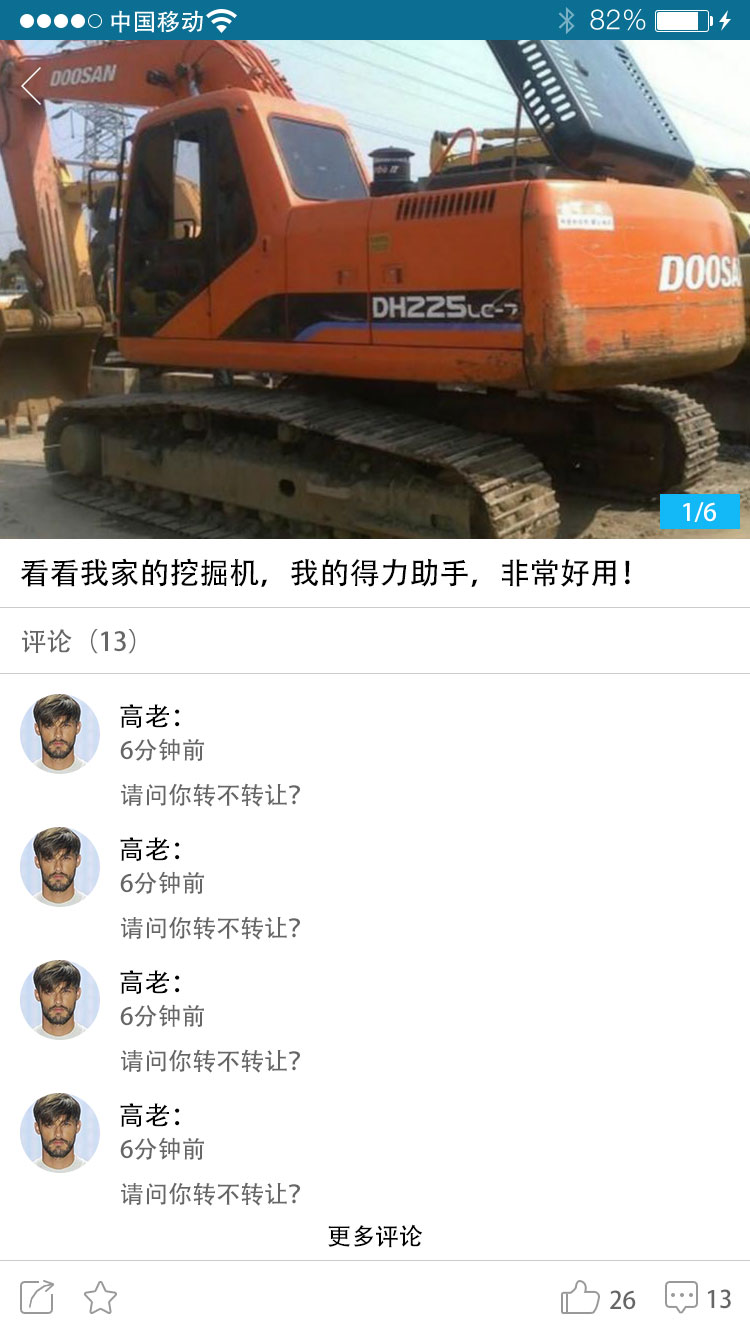 中国移动 82%
DOOSAN
DOOSA
DH225LC-7
1/6
看看我家的挖掘机，我的得力助手，非常好用！
评论（13）
高老：
6分钟前
请问你转不转让？
高老：
6分钟前
请问你转不转让？
高老：
6分钟前
请问你转不转让？
高老：
6分钟前
请问你转不转让？
更多评论
26 13